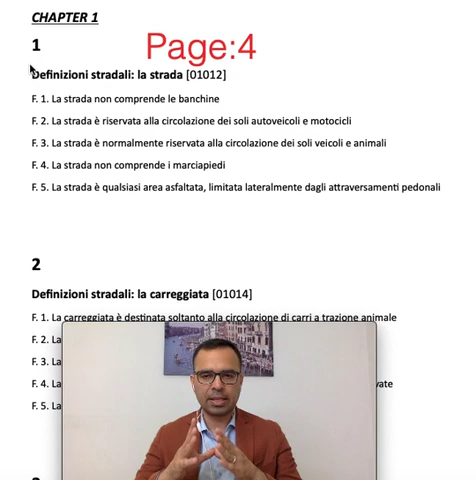 CHAPTER 1
1
Page:4
Definizioni stradali: la strada [01012]
F. 1. La strada non comprende le banchine
F. 2. La strada è riservata alla circolazione dei soli autoveicoli e motocicli
F. 3. La strada è normalmente riservata alla circolazione dei soli veicoli e animali
F. 4. La strada non comprende i marciapiedi
F. 5. La strada è qualsiasi area asfaltata, limitata lateralmente dagli attraversamenti pedonali
2
Definizioni stradali: la carreggiata [01014]
F. 1. La carreggiata è destinata soltanto alla circolazione di carri a trazione animale
F. 2. La
F. 3. La
F. 4. La
F. 5. La